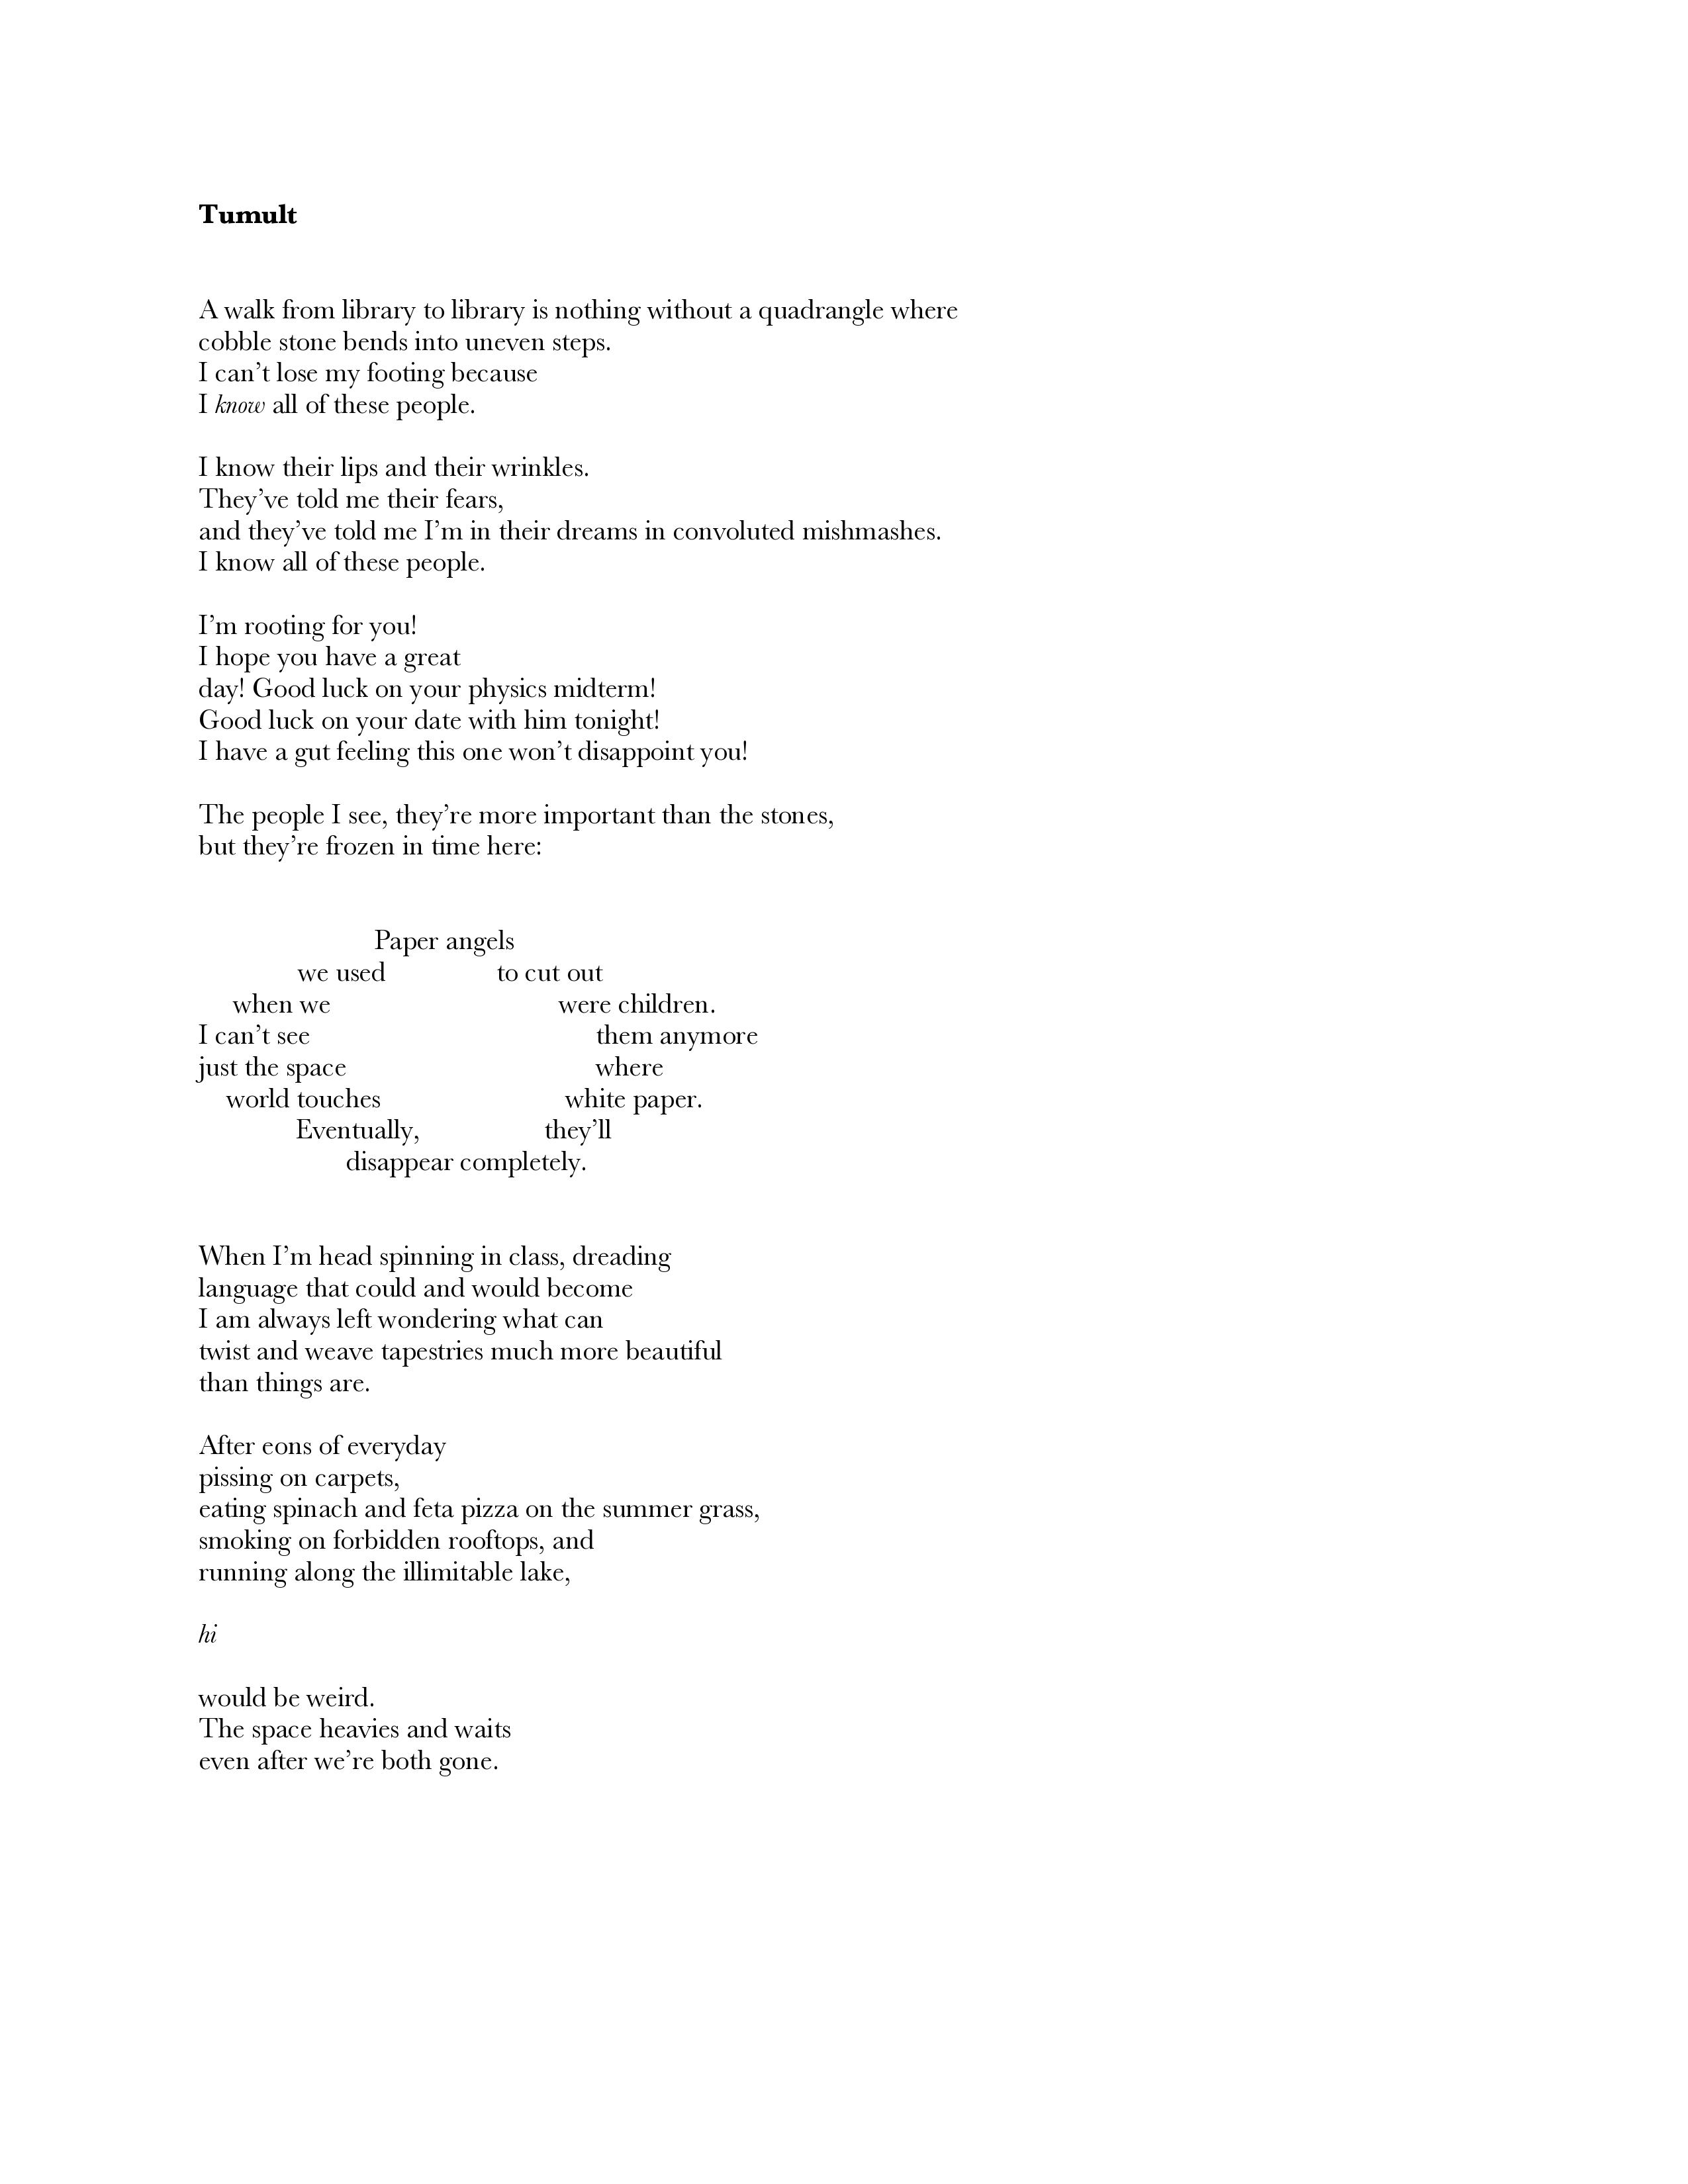 Tumult
A walk from library to library is nothing without a quadrangle where
cobble stone bends into uneven steps.
I can’t lose my footing because
I know all of these people.
I know their lips and their wrinkles.
They’ve told me their fears,
and they’ve told me I’m in their dreams in convoluted mishmashes.
I know all of these people.
I’m rooting for you!
I hope you have a great
day! Good luck on your physics midterm!
Good luck on your date with him tonight!
I have a gut feeling this one won’t disappoint you!
The people I see, they’re more important than the stones,
but they’re frozen in time here:
Paper angels
we used to cut out
when we were children.
I can’t see them anymore
just the space where
world touches white paper.
Eventually, they’ll
disappear completely.
When I’m head spinning in class, dreading
language that could and would become
I am always left wondering what can
twist and weave tapestries much more beautiful
than things are.
After eons of everyday
pissing on carpets,
eating spinach and feta pizza on the summer grass,
smoking on forbidden rooftops, and
running along the illimitable lake,
hi
would be weird.
The space heavies and waits
even after we’re both gone.